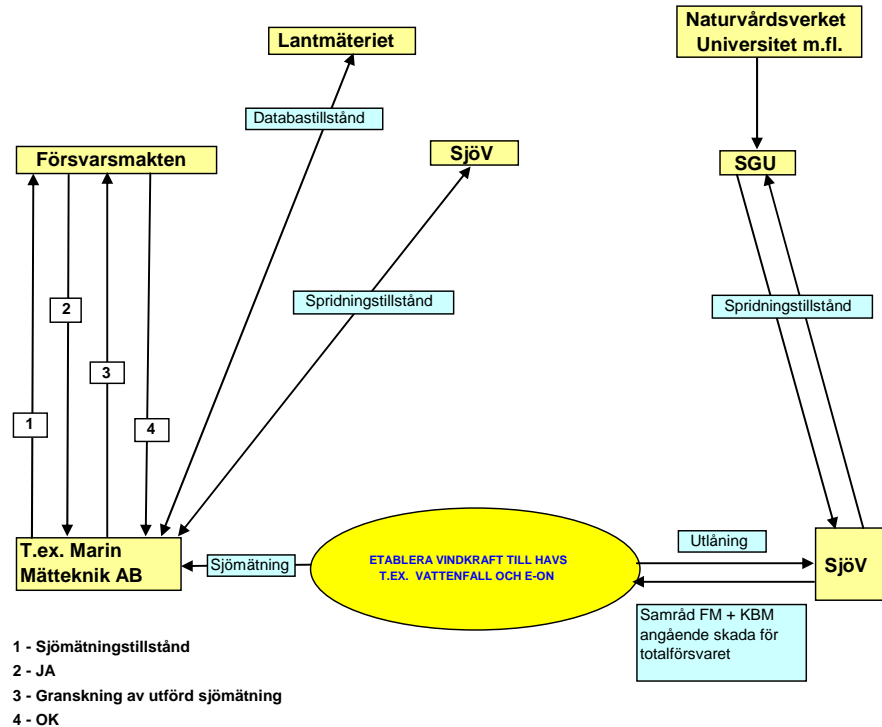 Naturvårdsverket
Universitet m.fl.
Lantmäteriet
Databastillstånd
Försvarsmakten
SjöV
SGU
Spridningstillstånd
Spridningstillstånd
2
3
1
4
T.ex. Marin
Mätteknik AB
Sjömätning
ETABLERA VINDKRAFT TILL HAVS
T.EX. VATTENFALL OCH E-ON
Utlåning
SjöV
Samråd FM + KBM
angående skada för
totalförsvaret
1 - Sjömätningstillstånd
2 - JA
3 - Granskning av utförd sjömätning
4 - OK